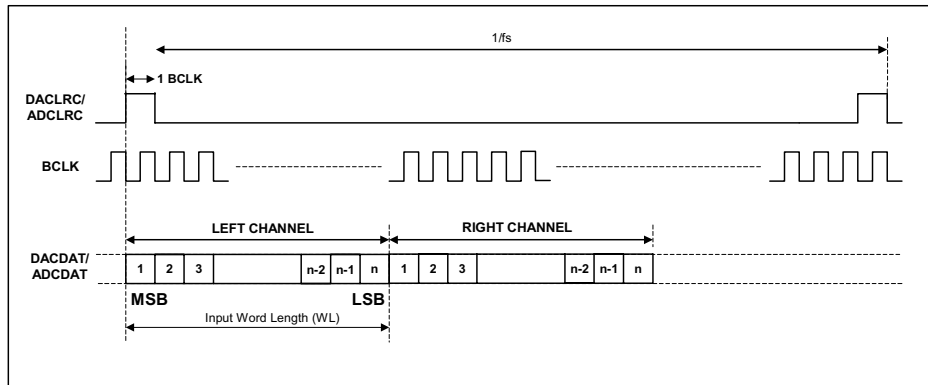 1/fs
1 BCLK
DACLRC/
ADCLRC
BCLK
LEFT CHANNEL
RIGHT CHANNEL
DACDAT/
ADCDAT
1 2 3 n-2 n-1 n 1 2 3 n-2 n-1 n
MSB LSB
Input Word Length (WL)